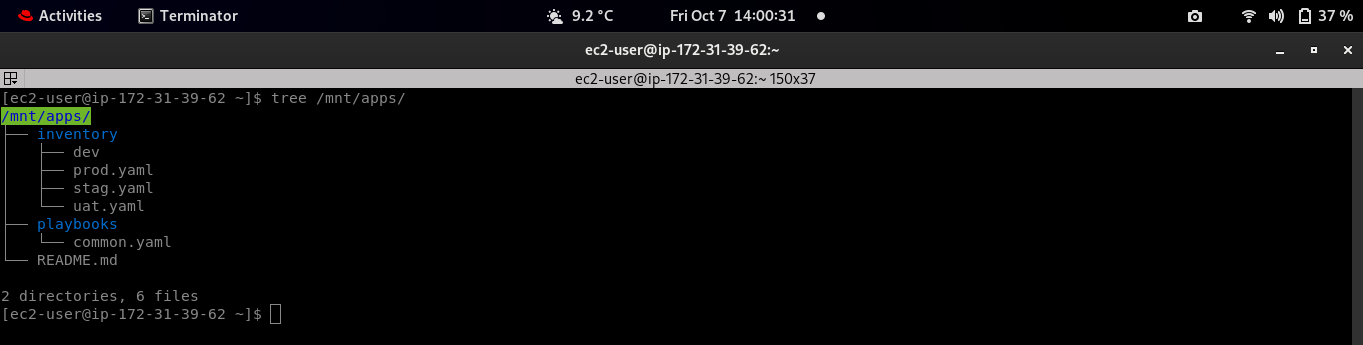 Activities Terminator 9.2 °C Fri Oct 7 14:00:31 37 %
ec2-user@ip-172-31-39-62:~
ec2-user@ip-172-31-39-62:~ 150x37
[ec2-user@ip-172-31-39-62 ~]$ tree /mnt/apps/
/mnt/apps/
├── inventory
│   ├── dev
│   ├── prod.yaml
│   ├── stag.yaml
│   └── uat.yaml
├── playbooks
│   └── common.yaml
└── README.md
2 directories, 6 files
[ec2-user@ip-172-31-39-62 ~]$